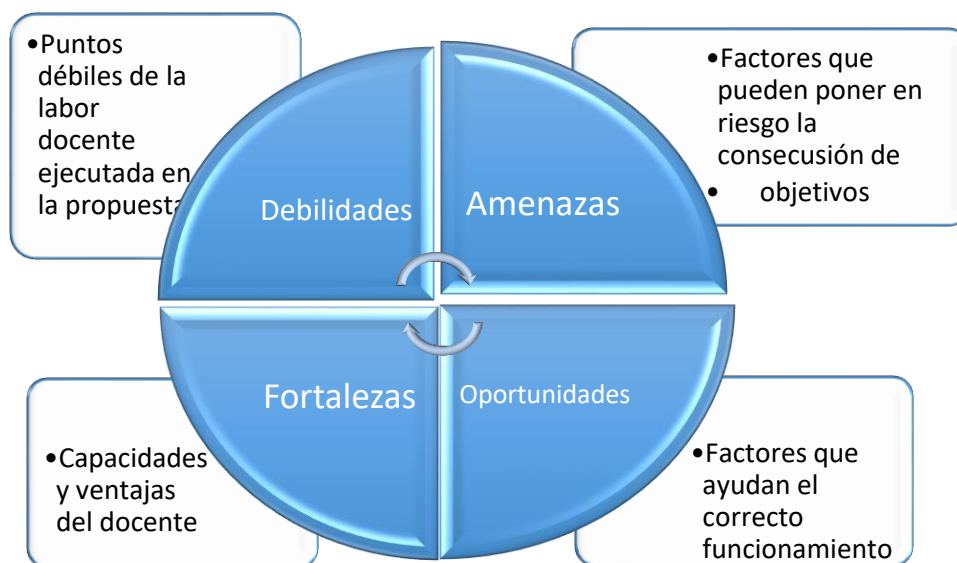 •Puntos
débiles de la
labor
docente
ejecutada en
la propuesta
Debilidades
Amenazas
•Factores que
pueden poner en
riesgo la
consecusión de
• objetivos
Fortalezas
Oportunidades
•Capacidades
y ventajas
del docente
•Factores que
ayudan el
correcto
funcionamiento